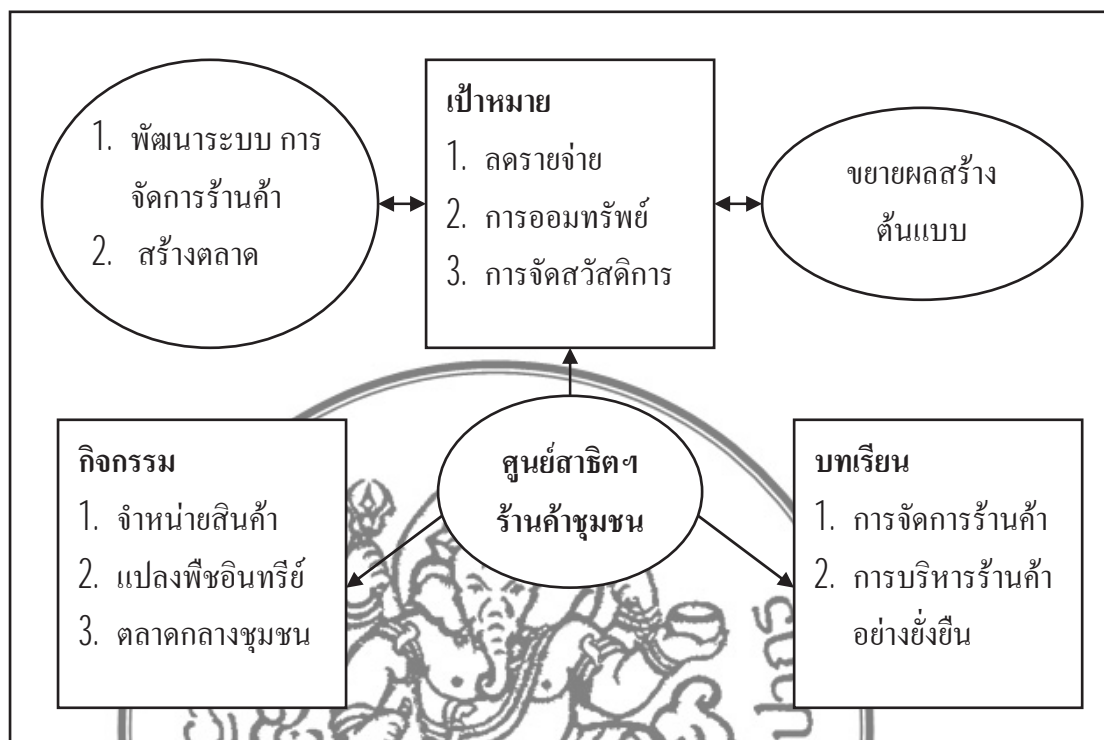 1. พัฒนาระบบ การ
จัดการร้านค้า
2. สร้างตลาด
เป้าหมาย
1. ลดรายจ่าย
2. การออมทรัพย์
3. การจัดสวัสดิการ
ขยายผลสร้าง
ต้นแบบ
กิจกรรม
1. จำหน่ายสินค้า
2. แปลงพืชอินทรีย์
3. ตลาดกลางชุมชน
ศูนย์สาธิตฯ
ร้านค้าชุมชน
บทเรียน
1. การจัดการร้านค้า
2. การบริหารร้านค้า
อย่างยั่งยืน